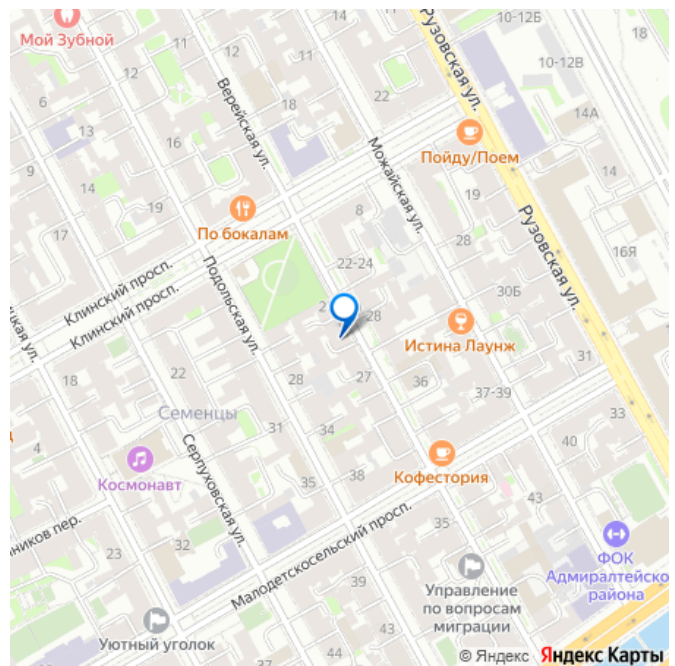 Мой Зубной
12
11
10-12Б
18
10-12В
Рузовская ул.
11
12
22
6
Верейская ул.
18
14А
13
16
Можайская ул.
Пойду/Поем
9
14
14
19
19
По бокалам
8
17
28
16Я
Рузовская ул.
22-24
Клинский просп.
Подольская ул.
30Б
Клинский просп.
28
Истина Лаунж
31
22
27
18
28
36
37-39
Семенцы
33
31
34
4
40
Космонавт
Серпуховская ул.
38
Кофестория
35
43
Малодетскосельский просп.
35
32
23
ФОК
Адмиралтейско
района
39
43
Управление
по вопросам
миграции
Уютный уголок
© Яндекс Яндекс Карты